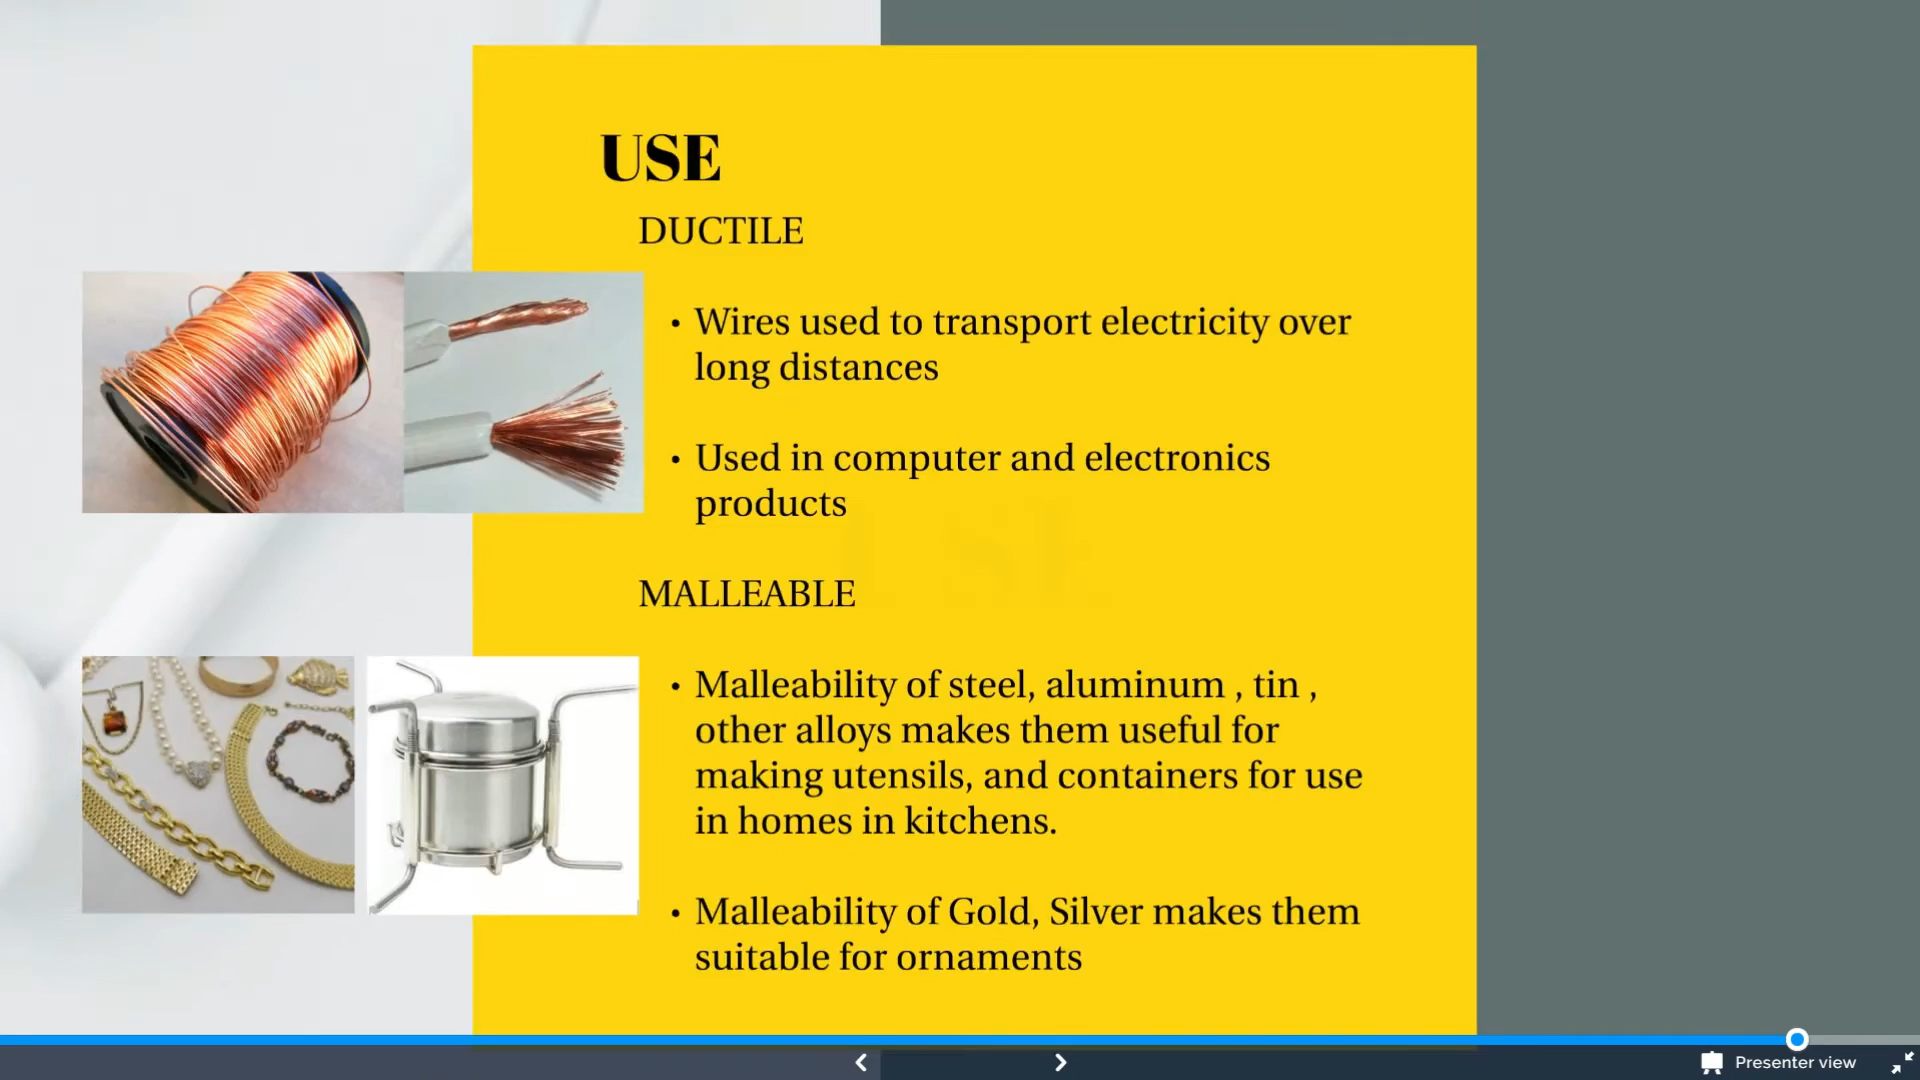 USE
DUCTILE
• Wires used to transport electricity over
long distances
• Used in computer and electronics
products
MALLEABLE
• Malleability of steel, aluminum , tin ,
other alloys makes them useful for
making utensils, and containers for use
in homes in kitchens.
• Malleability of Gold, Silver makes them
suitable for ornaments
Presenter view